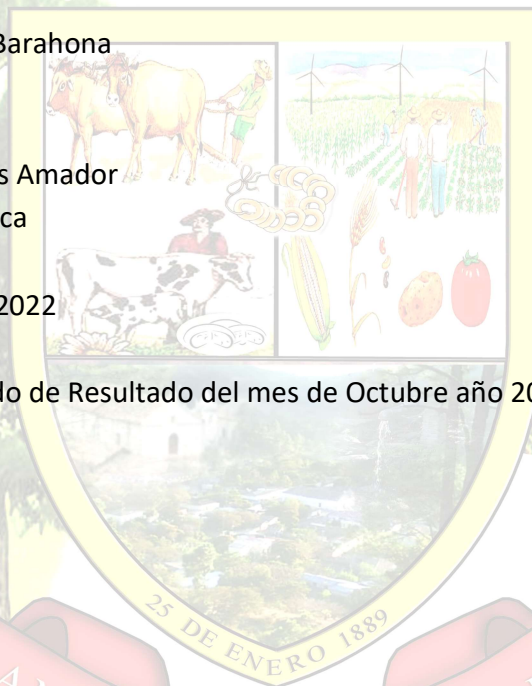 Barahona
s Amador
ca
2022
do de Resultado del mes de Octubre año 20
25 DE ENERO 1889